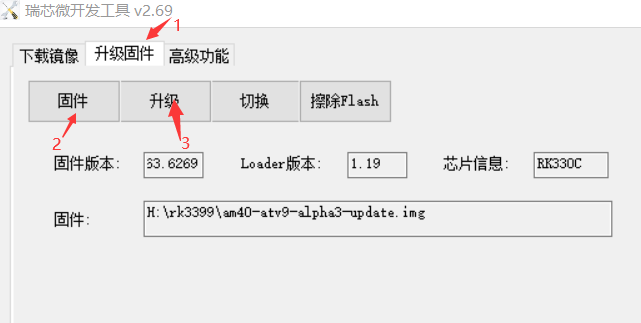 瑞芯微开发工具 v2.69
1
下载镜像 升级固件 高级功能
固件 升级 切换 擦除Flash
2 3
固件版本: 63.6269 Loader版本: 1.19 芯片信息: RK330C
固件: H:\rk3399\am40-atv9-alpha3-update.img